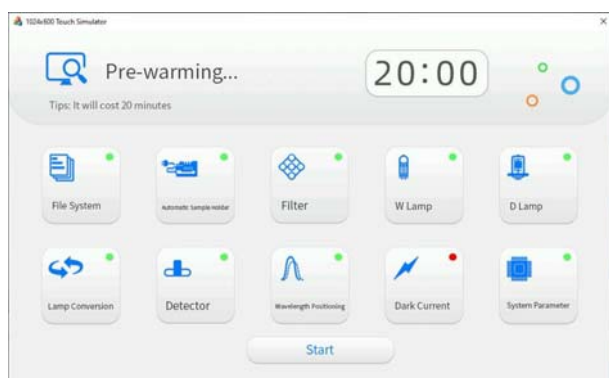 1024x600 Touch Simulator
Pre-warming...
20:00
Tips: It will cost 20 minutes
File System
Automatic Sample Holder
Filter
W Lamp
D Lamp
Lamp Conversion
Detector
Wavelength Positioning
Dark Current
System Parameter
Start